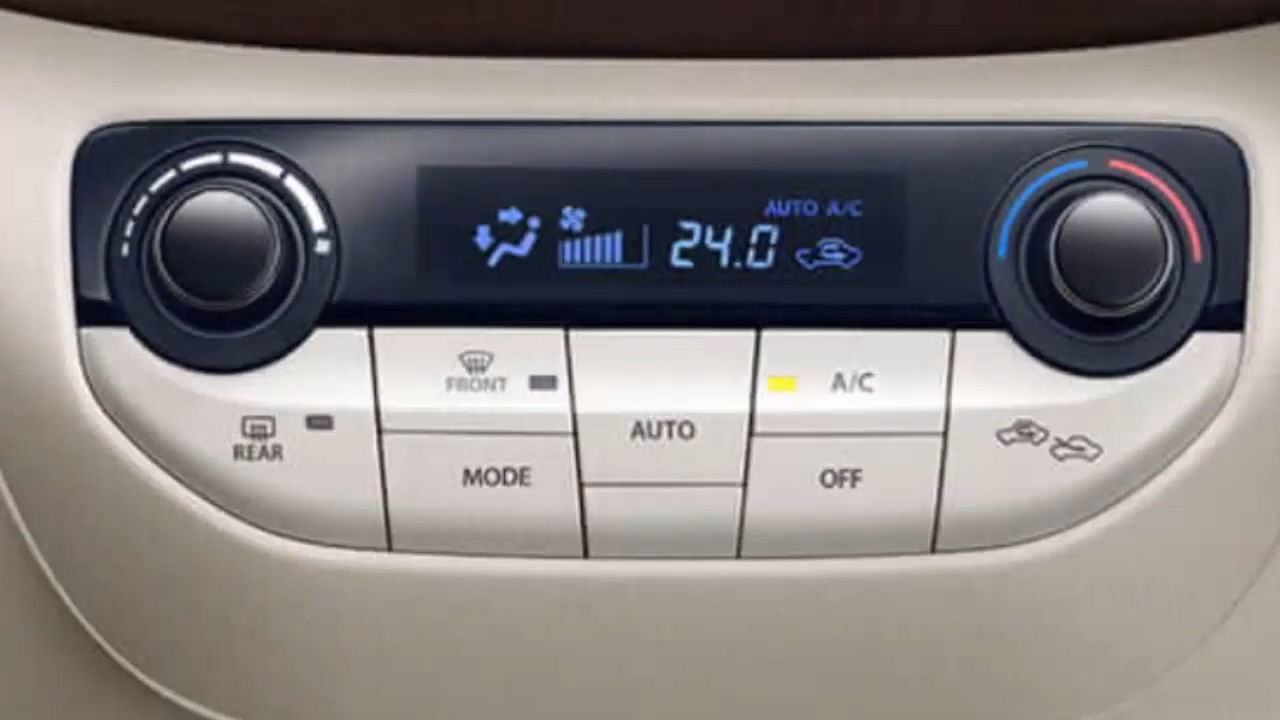 AUTO A/C
24.0
FRONT
A/C
REAR
AUTO
MODE
OFF